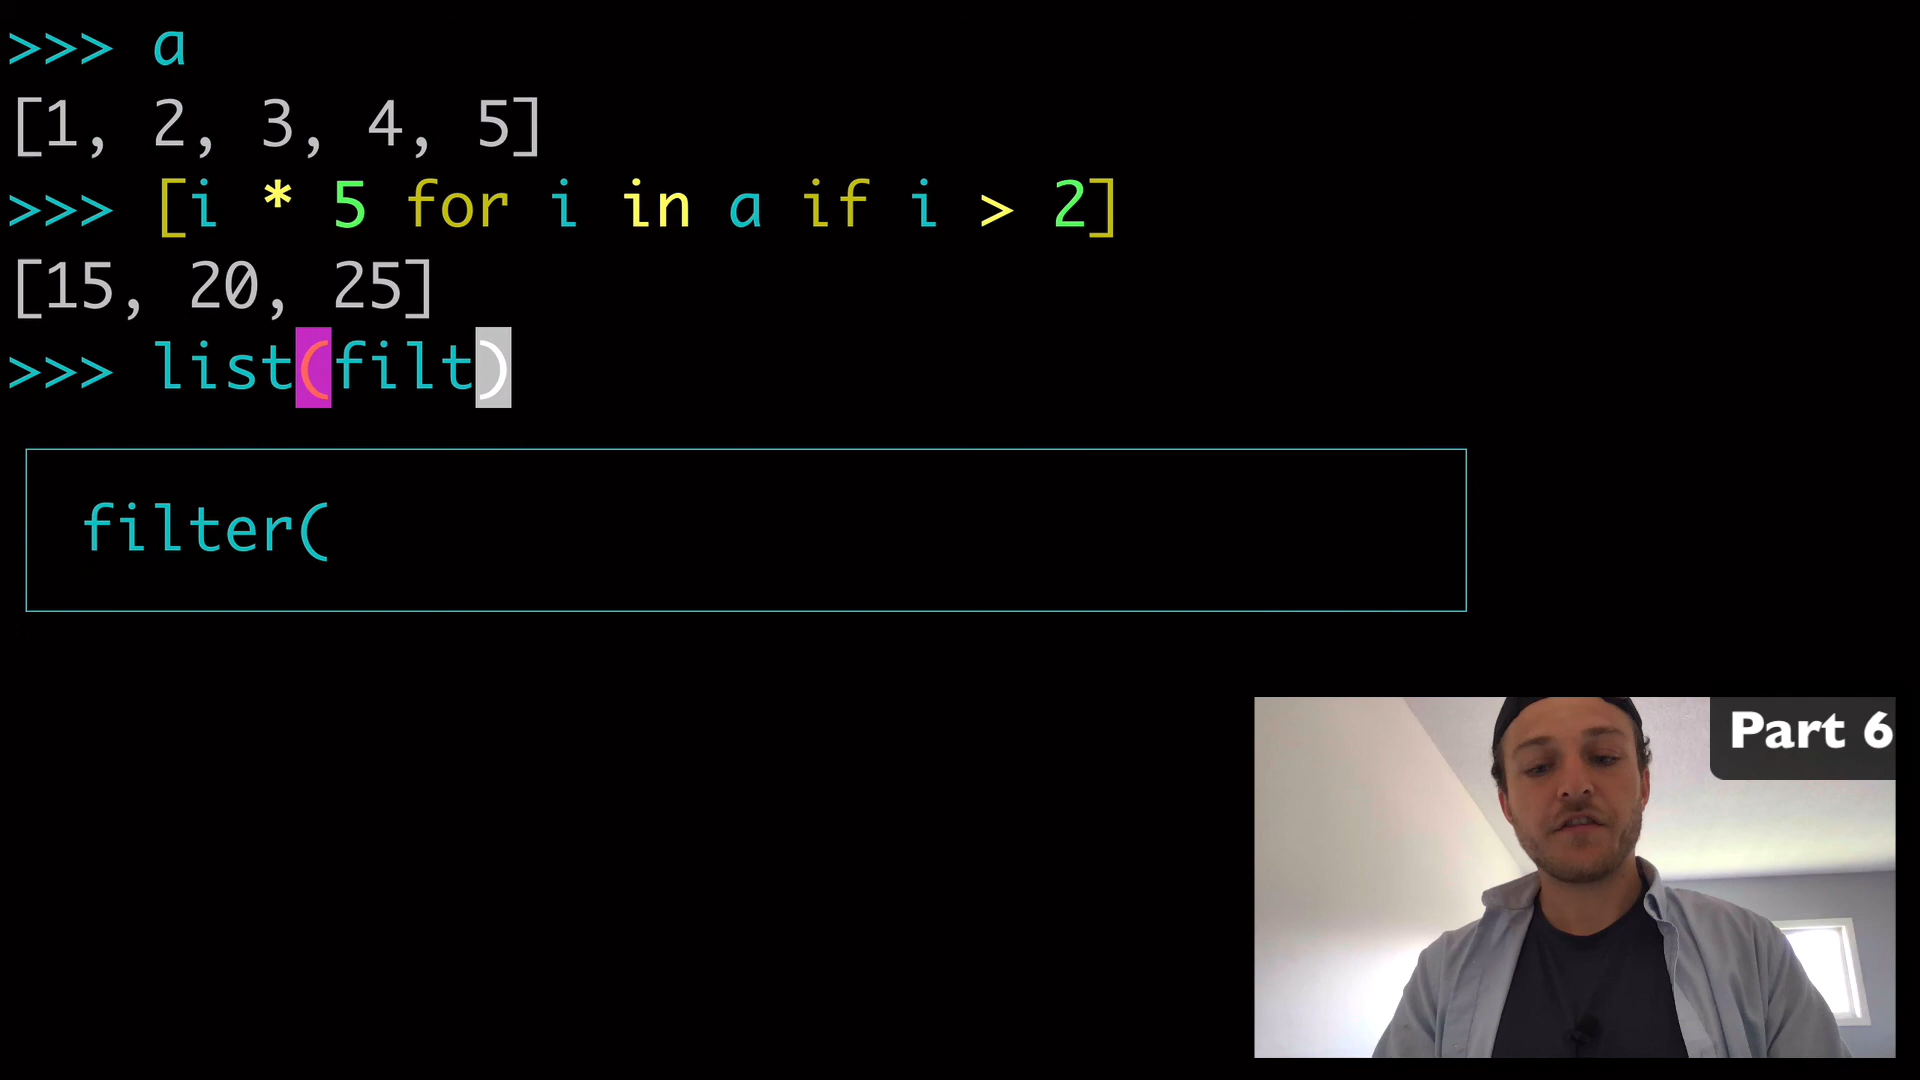 >>> a
[1, 2, 3, 4, 5]
>>> [i * 5 for i in a if i > 2]
[15, 20, 25]
>>> list(filt)
filter(
Part 6